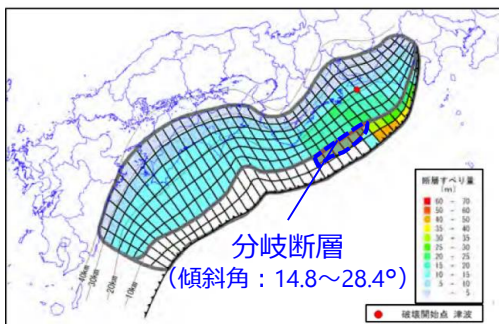 分岐断層
(傾斜角：14.8～28.4°)
40km
30km
20km
10km
断層すべり量
(m)
60 - 70
50 - 60
40 - 50
35 - 40
30 - 35
25 - 30
20 - 25
15 - 20
10 - 15
5 - 10
- 5
破壊開始点 津波